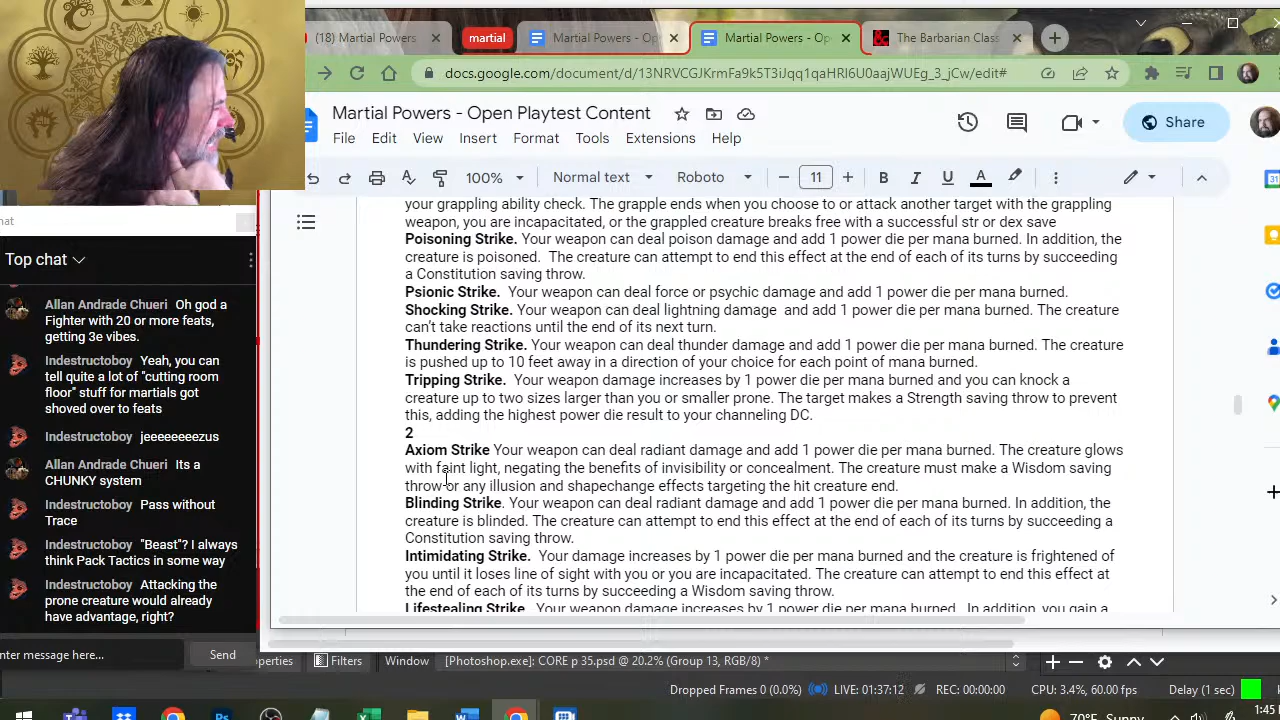 (18) Martial Powers
martial
Martial Powers - Op
Martial Powers - Op
The Barbarian Class
docs.google.com/document/d/13NRVCGJKrmFa9k5T3iJqq1qaHRI6U0aajWUEg_3_jCw/edit#
Martial Powers - Open Playtest Content
File Edit View Insert Format Tools Extensions Help
Share
100% Normal text Roboto 11 B I U A
your grappling ability check. The grapple ends when you choose to or attack another target with the grappling
weapon, you are incapacitated, or the grappled creature breaks free with a successful str or dex save
Poisoning Strike. Your weapon can deal poison damage and add 1 power die per mana burned. In addition, the
creature is poisoned. The creature can attempt to end this effect at the end of each of its turns by succeeding
a Constitution saving throw.
Psionic Strike. Your weapon can deal force or psychic damage and add 1 power die per mana burned.
Shocking Strike. Your weapon can deal lightning damage and add 1 power die per mana burned. The creature
can't take reactions until the end of its next turn.
Thundering Strike. Your weapon can deal thunder damage and add 1 power die per mana burned. The creature
is pushed up to 10 feet away in a direction of your choice for each point of mana burned.
Tripping Strike. Your weapon damage increases by 1 power die per mana burned and you can knock a
creature up to two sizes larger than you or smaller prone. The target makes a Strength saving throw to prevent
this, adding the highest power die result to your channeling DC.
2
Axiom Strike Your weapon can deal radiant damage and add 1 power die per mana burned. The creature glows
with faint light, negating the benefits of invisibility or concealment. The creature must make a Wisdom saving
throw or any illusion and shapechange effects targeting the hit creature end.
Blinding Strike. Your weapon can deal radiant damage and add 1 power die per mana burned. In addition, the
creature is blinded. The creature can attempt to end this effect at the end of each of its turns by succeeding a
Constitution saving throw.
Intimidating Strike. Your damage increases by 1 power die per mana burned and the creature is frightened of
you until it loses line of sight with you or you are incapacitated. The creature can attempt to end this effect at
the end of each of its turns by succeeding a Wisdom saving throw.
Lifestealing Strike. Your weapon damage increases by 1 power die per mana burned. In addition, you gain a
hat
Top chat
Allan Andrade Chueri Oh god a
Fighter with 20 or more feats,
getting 3e vibes.
Indestructoboy Yeah, you can
tell quite a lot of "cutting room
floor" stuff for martials got
shoved over to feats
Indestructoboy jeeeeeeeezus
Allan Andrade Chueri Its a
CHUNKY system
Indestructoboy Pass without
Trace
Indestructoboy "Beast"? I always
think Pack Tactics in some way
Indestructoboy Attacking the
prone creature would already
have advantage, right?
nter message here...
Send
operties Filters Window [Photoshop.exe]: CORE p 35.psd @ 20.2% (Group 13, RGB/8) *
Dropped Frames 0 (0.0%) LIVE: 01:37:12 REC: 00:00:00 CPU: 3.4%, 60.00 fps Delay (1 sec)
70°F Sunny
1:45